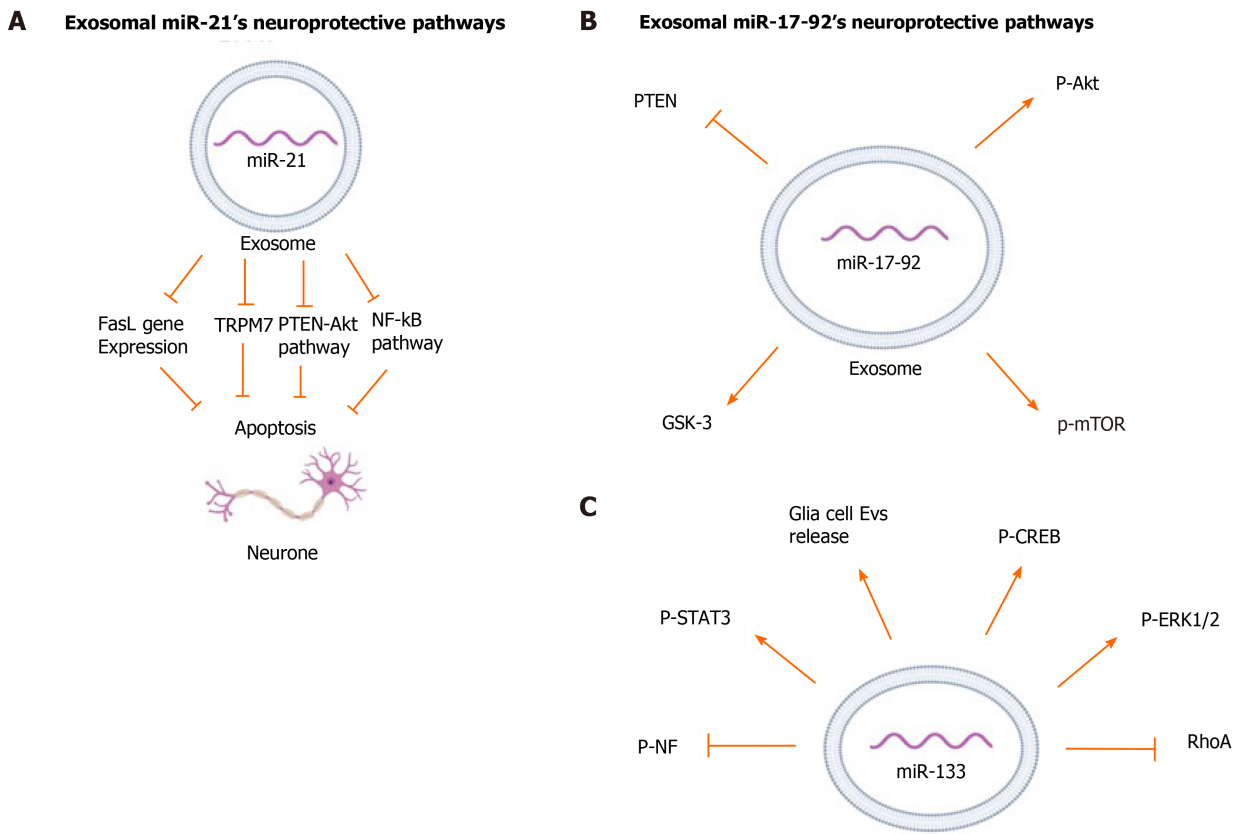 A
Exosomal miR-21's neuroprotective pathways
miR-21
Exosome
FasL gene
Expression
TRPM7
PTEN-Akt
pathway
NF-kB
pathway
Apoptosis
Neurone
B
Exosomal miR-17-92's neuroprotective pathways
PTEN
P-Akt
miR-17-92
Exosome
GSK-3
p-mTOR
C
Glia cell Evs
release
P-CREB
P-STAT3
P-ERK1/2
P-NF
RhoA
miR-133